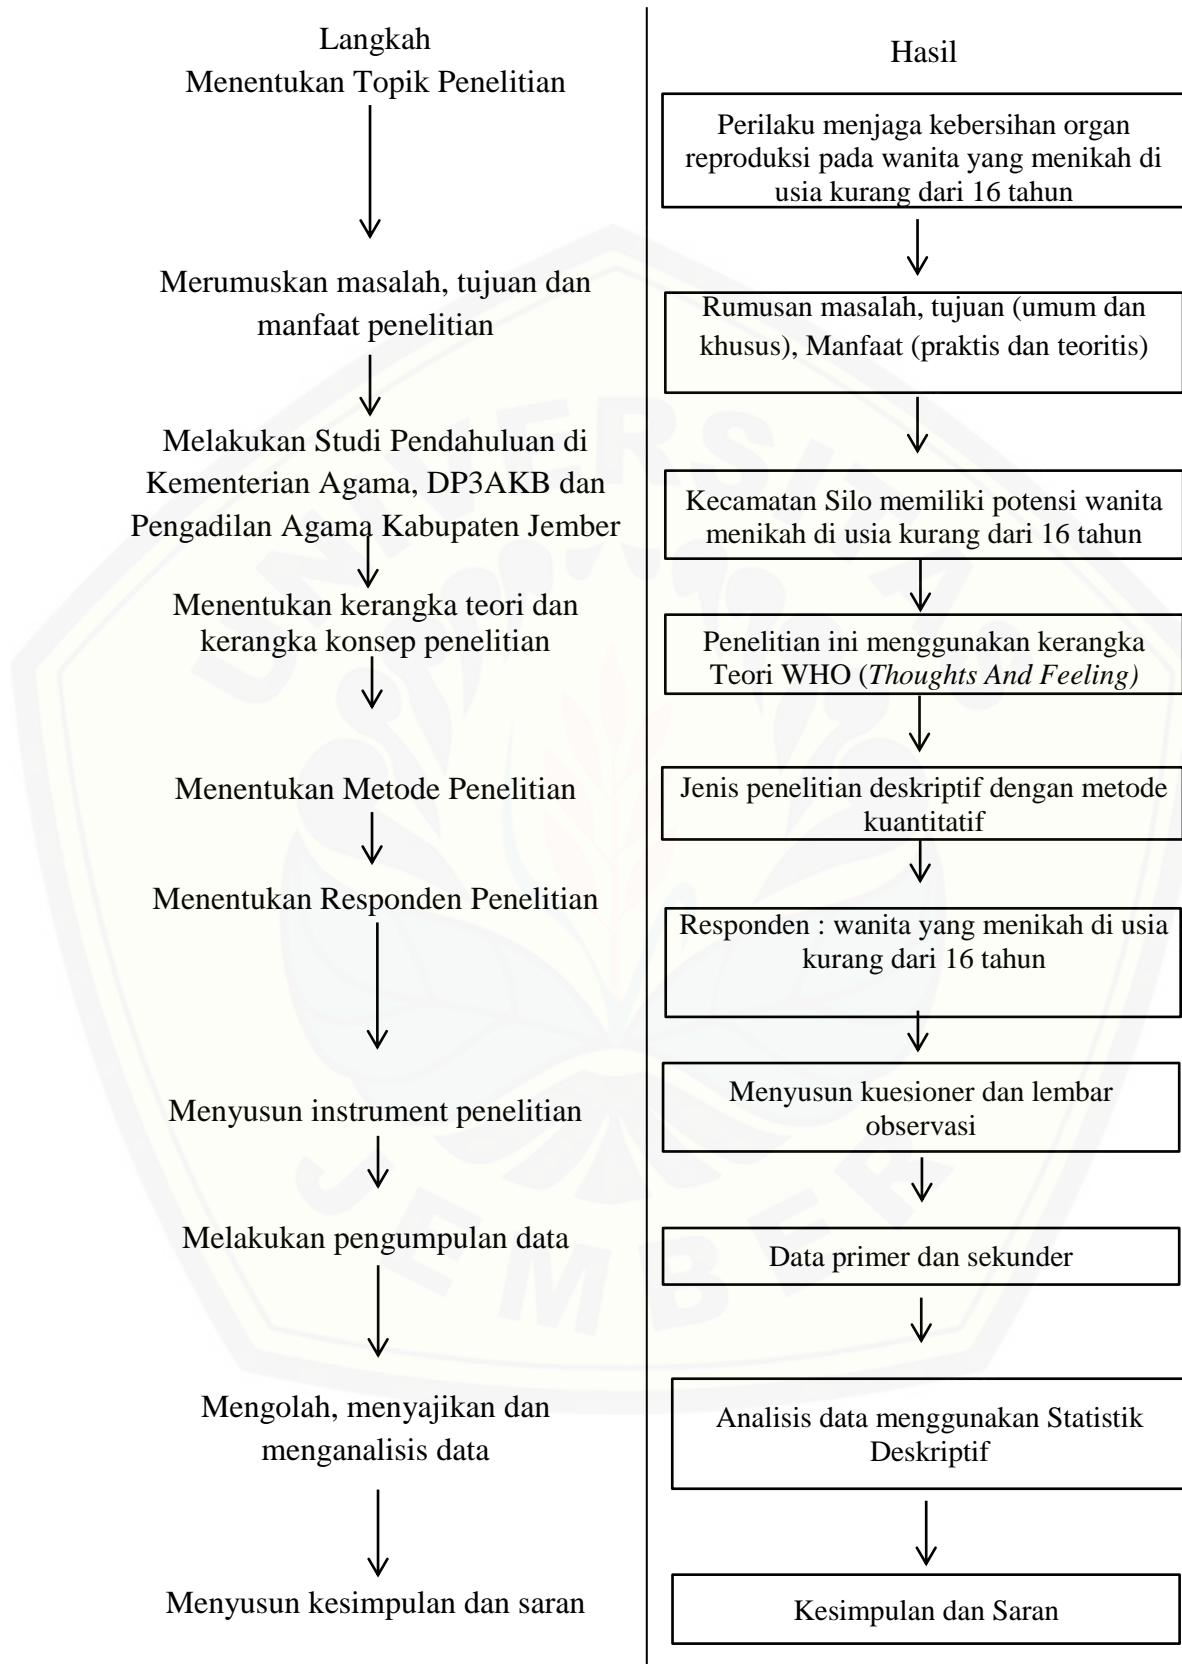 Langkah
Menentukan Topik Penelitian
Merumuskan masalah, tujuan dan
manfaat penelitian
Melakukan Studi Pendahuluan di
Kementerian Agama, DP3AKB dan
Pengadilan Agama Kabupaten Jember
Menentukan kerangka teori dan
kerangka konsep penelitian
Menentukan Metode Penelitian
Menentukan Responden Penelitian
Menyusun instrument penelitian
Melakukan pengumpulan data
Mengolah, menyajikan dan
menganalisis data
Menyusun kesimpulan dan saran
Hasil
Perilaku menjaga kebersihan organ
reproduksi pada wanita yang menikah di
usia kurang dari 16 tahun
Rumusan masalah, tujuan (umum dan
khusus), Manfaat (praktis dan teoritis)
Kecamatan Silo memiliki potensi wanita
menikah di usia kurang dari 16 tahun
Penelitian ini menggunakan kerangka
Teori WHO (Thoughts And Feeling)
Jenis penelitian deskriptif dengan metode
kuantitatif
Responden : wanita yang menikah di usia
kurang dari 16 tahun
Menyusun kuesioner dan lembar
observasi
Data primer dan sekunder
Analisis data menggunakan Statistik
Deskriptif
Kesimpulan dan Saran
UNIVERSITAS
JEMBER